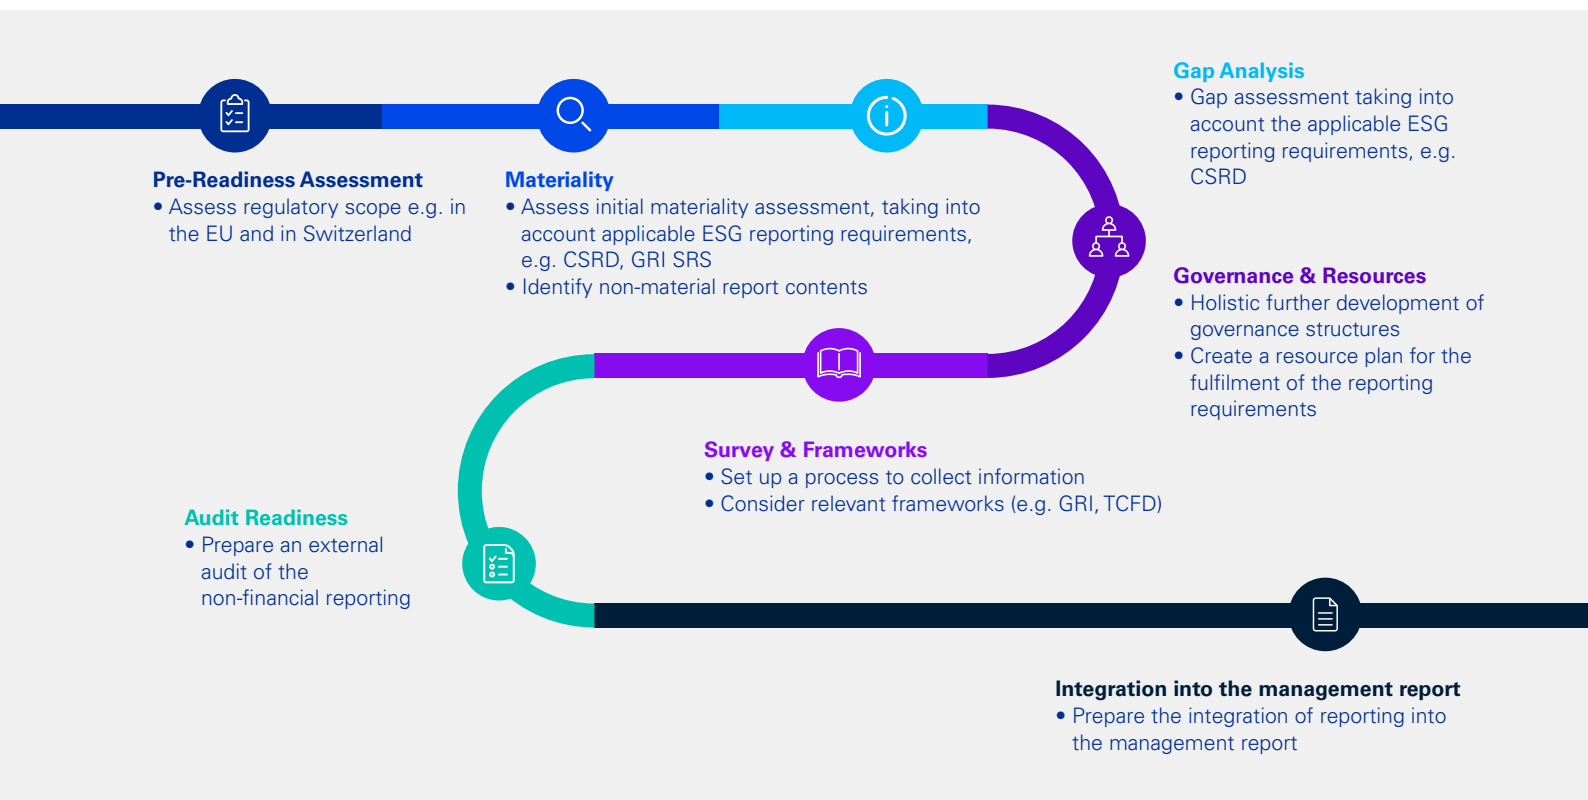 Pre-Readiness Assessment
• Assess regulatory scope e.g. in
the EU and in Switzerland
Materiality
• Assess initial materiality assessment, taking into
account applicable ESG reporting requirements,
e.g. CSRD, GRI SRS
• Identify non-material report contents
Gap Analysis
• Gap assessment taking into
account the applicable ESG
reporting requirements, e.g.
CSRD
Governance & Resources
• Holistic further development of
governance structures
• Create a resource plan for the
fulfilment of the reporting
requirements
Survey & Frameworks
• Set up a process to collect information
• Consider relevant frameworks (e.g. GRI, TCFD)
Audit Readiness
• Prepare an external
audit of the
non-financial reporting
Integration into the management report
• Prepare the integration of reporting into
the management report